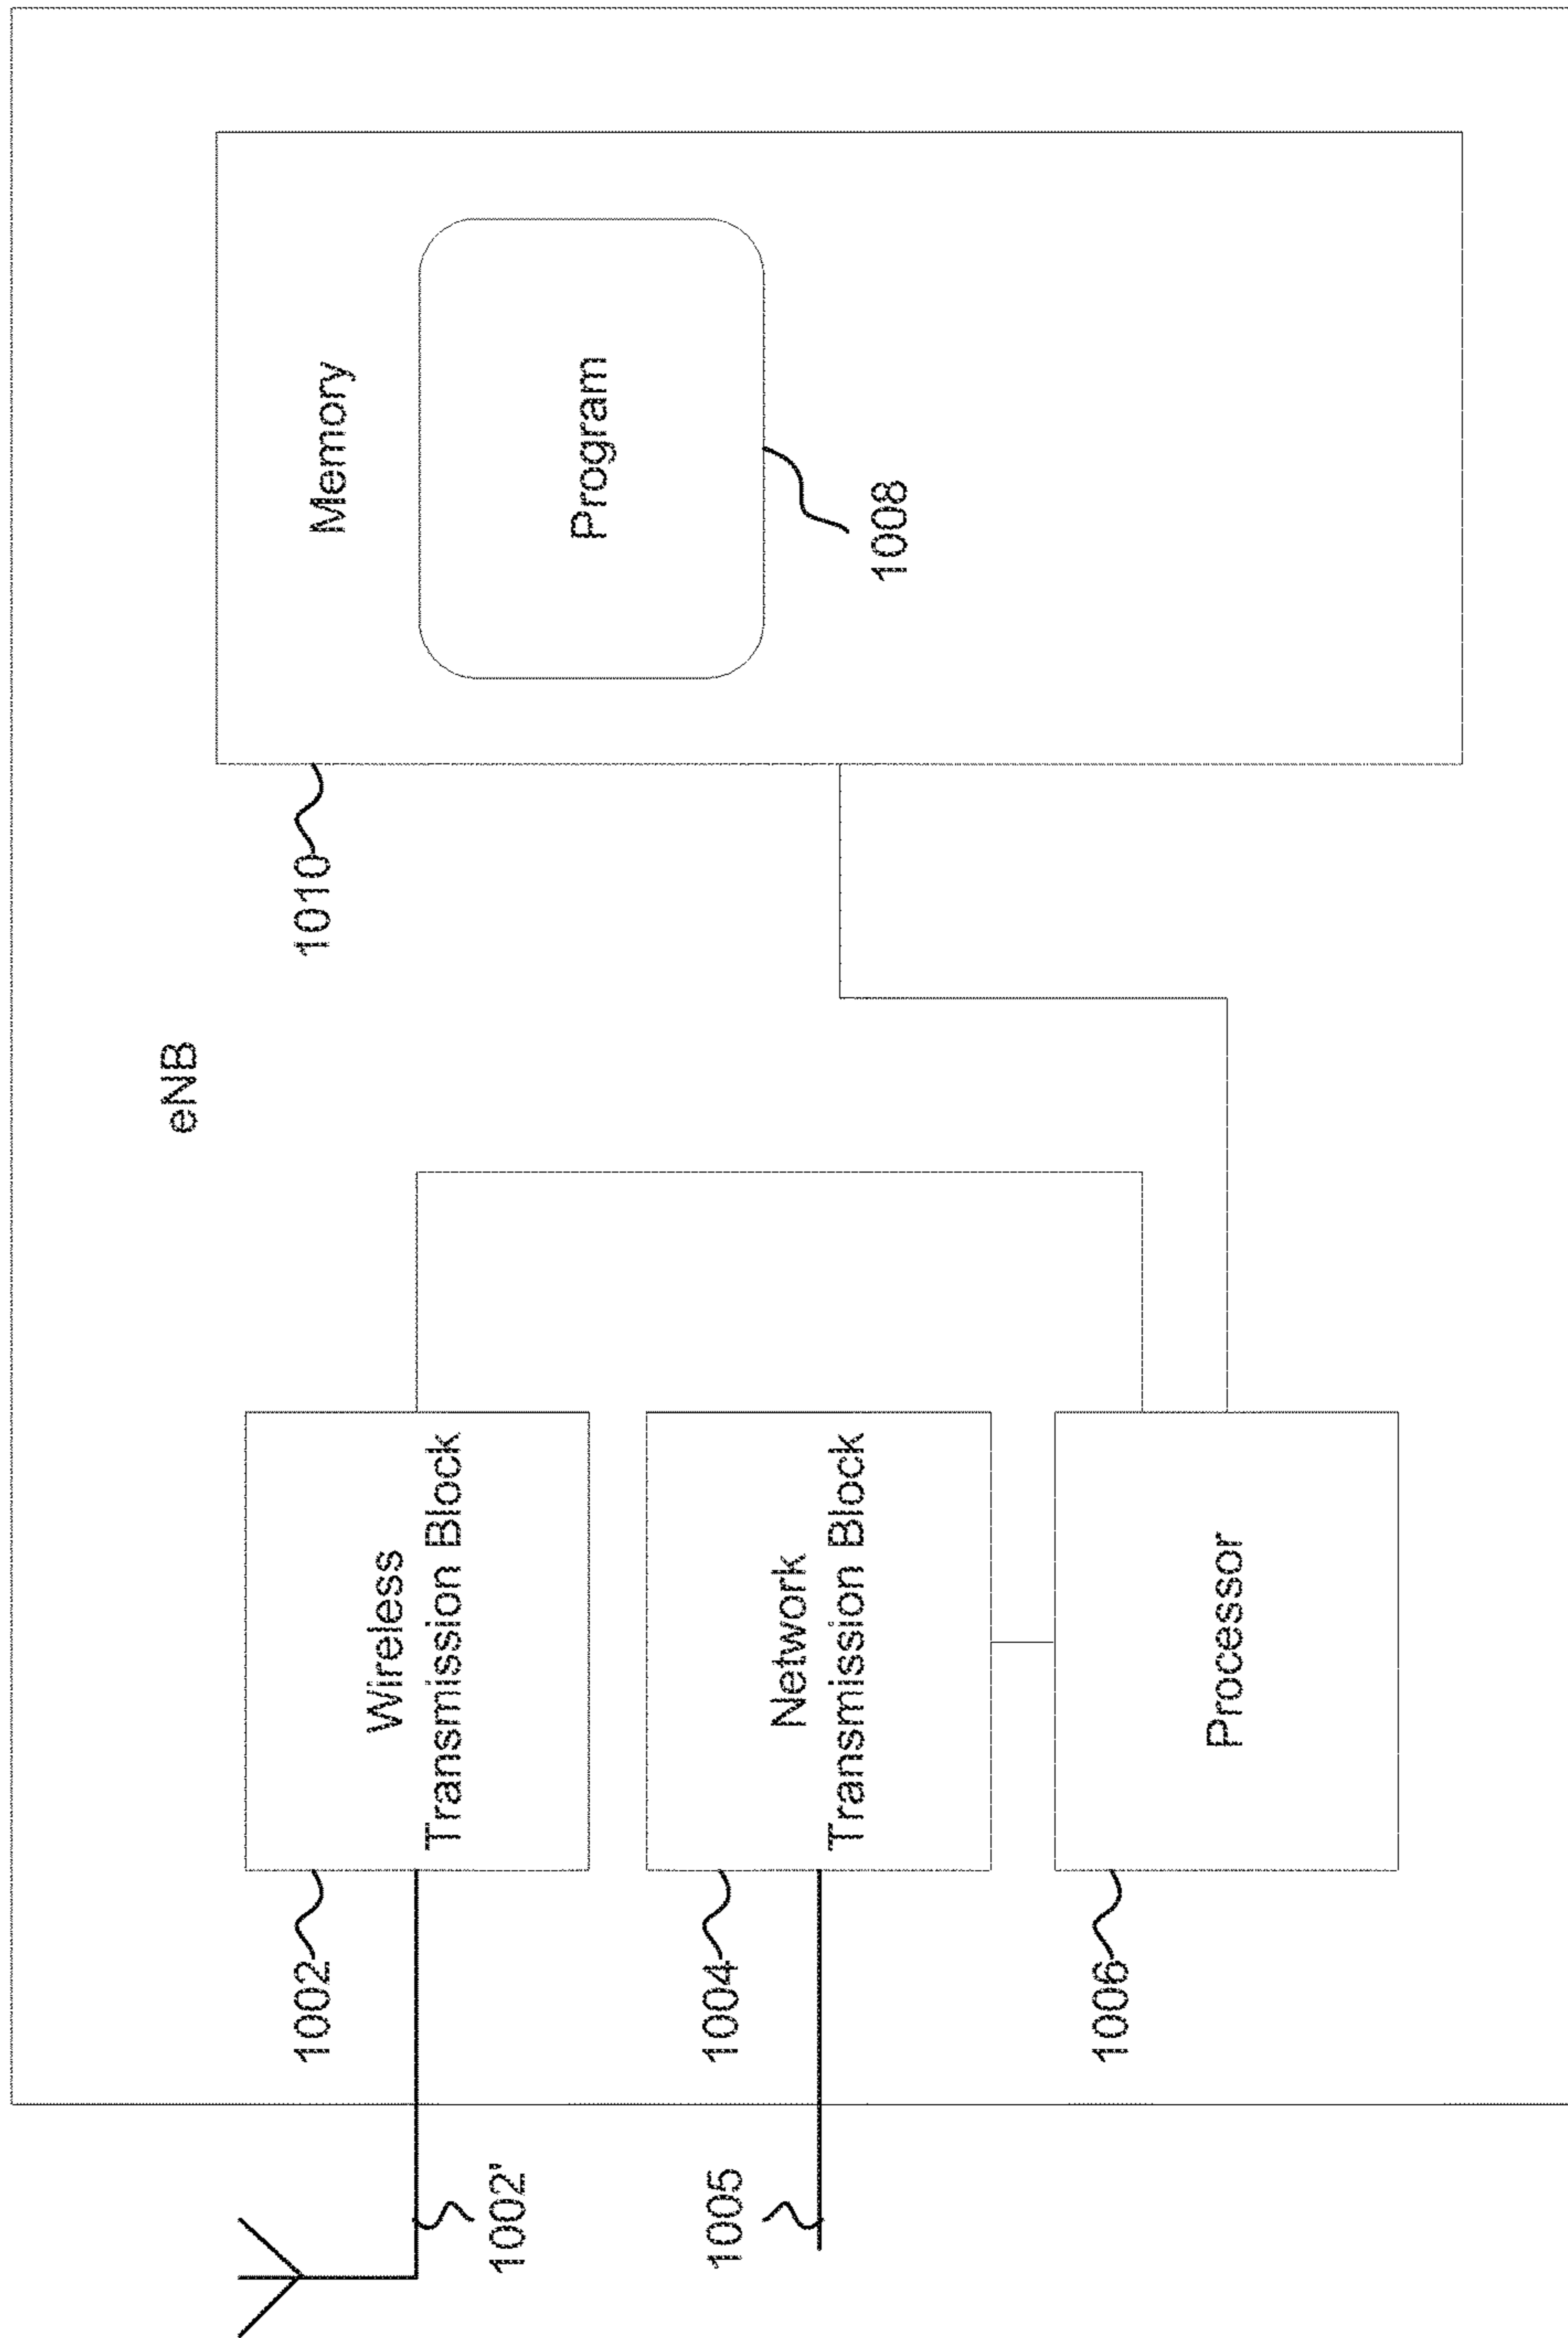 eNB
1002
Wireless
Transmission Block
1010
Memory
Program
1008
1002'
1004
Network
Transmission Block
1005
1006
Processor